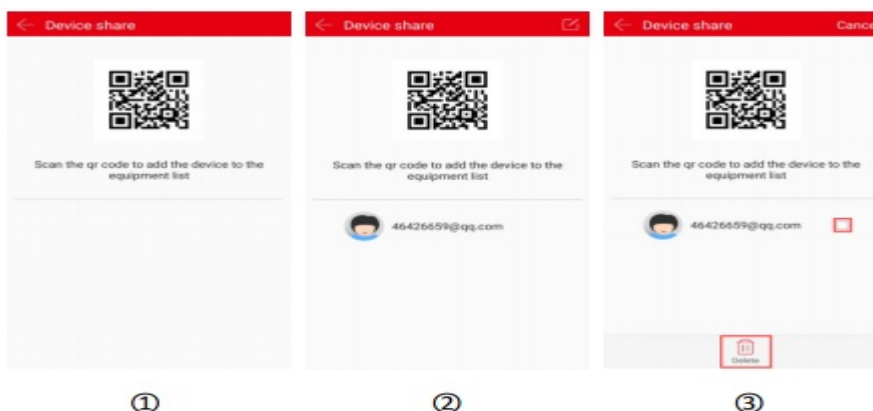 Device share
Scan the qr code to add the device to the
equipment list
①
Device share
Scan the qr code to add the device to the
equipment list
46426659@qq.com
②
Device share
Cance
Scan the qr code to add the device to the
equipment list
46426659@qq.com
Delete
③